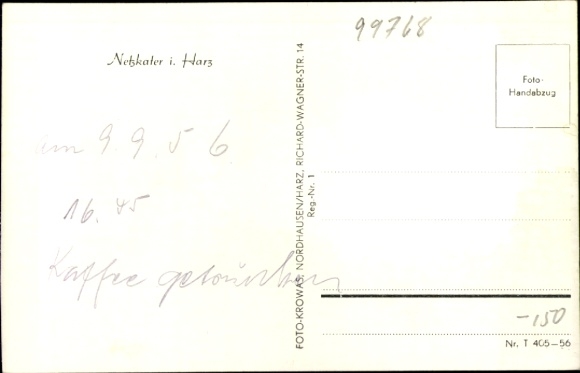 99768
Netzkater i. Harz
Foto-
Handabzug
am 9.9.56
16.45
Kaffee getrunken
FOTO-KROWAS, NORDHAUSEN/HARZ, RICHARD-WAGNER-STR. 14
Reg.-Nr. 1
-150
Nr. T 405-56